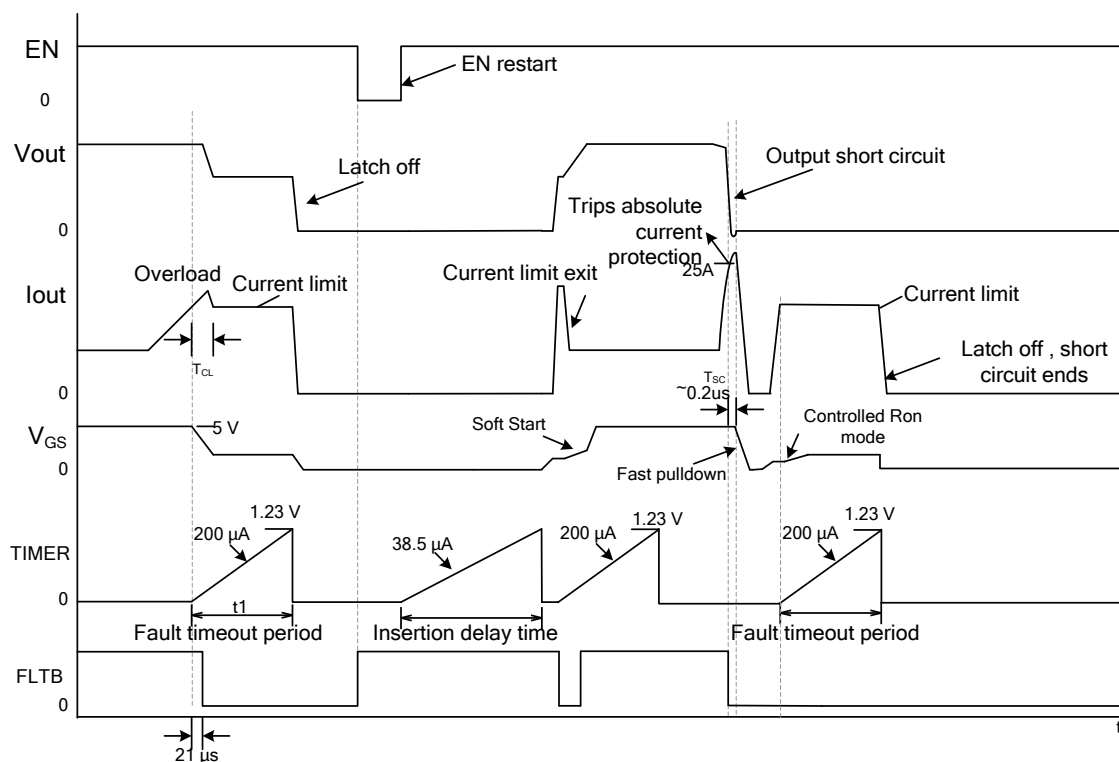 EN
0
EN restart
Vout
0
Latch off
Output short circuit
Trips absolute
current
protection
25A
Iout
0
Overload
Current limit
TCL
Current limit exit
Current limit
Latch off , short
circuit ends
TSC
~0.2us
VGS
0
5 V
Soft Start
Fast pulldown
Controlled Ron
mode
TIMER
0
200 µA
1.23 V
t1
Fault timeout period
38.5 µA
Insertion delay time
200 µA
1.23 V
200 µA
1.23 V
Fault timeout period
FLTB
0
t
21 µs